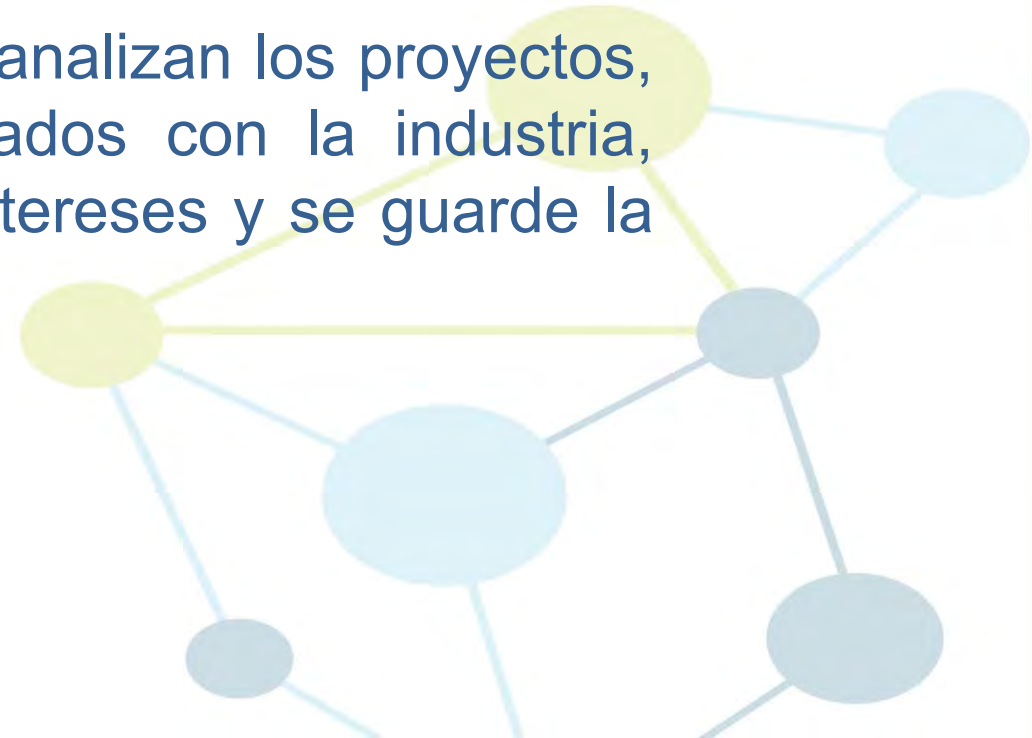 analizan los proyectos,
ados con la industria,
tereses y se guarde la